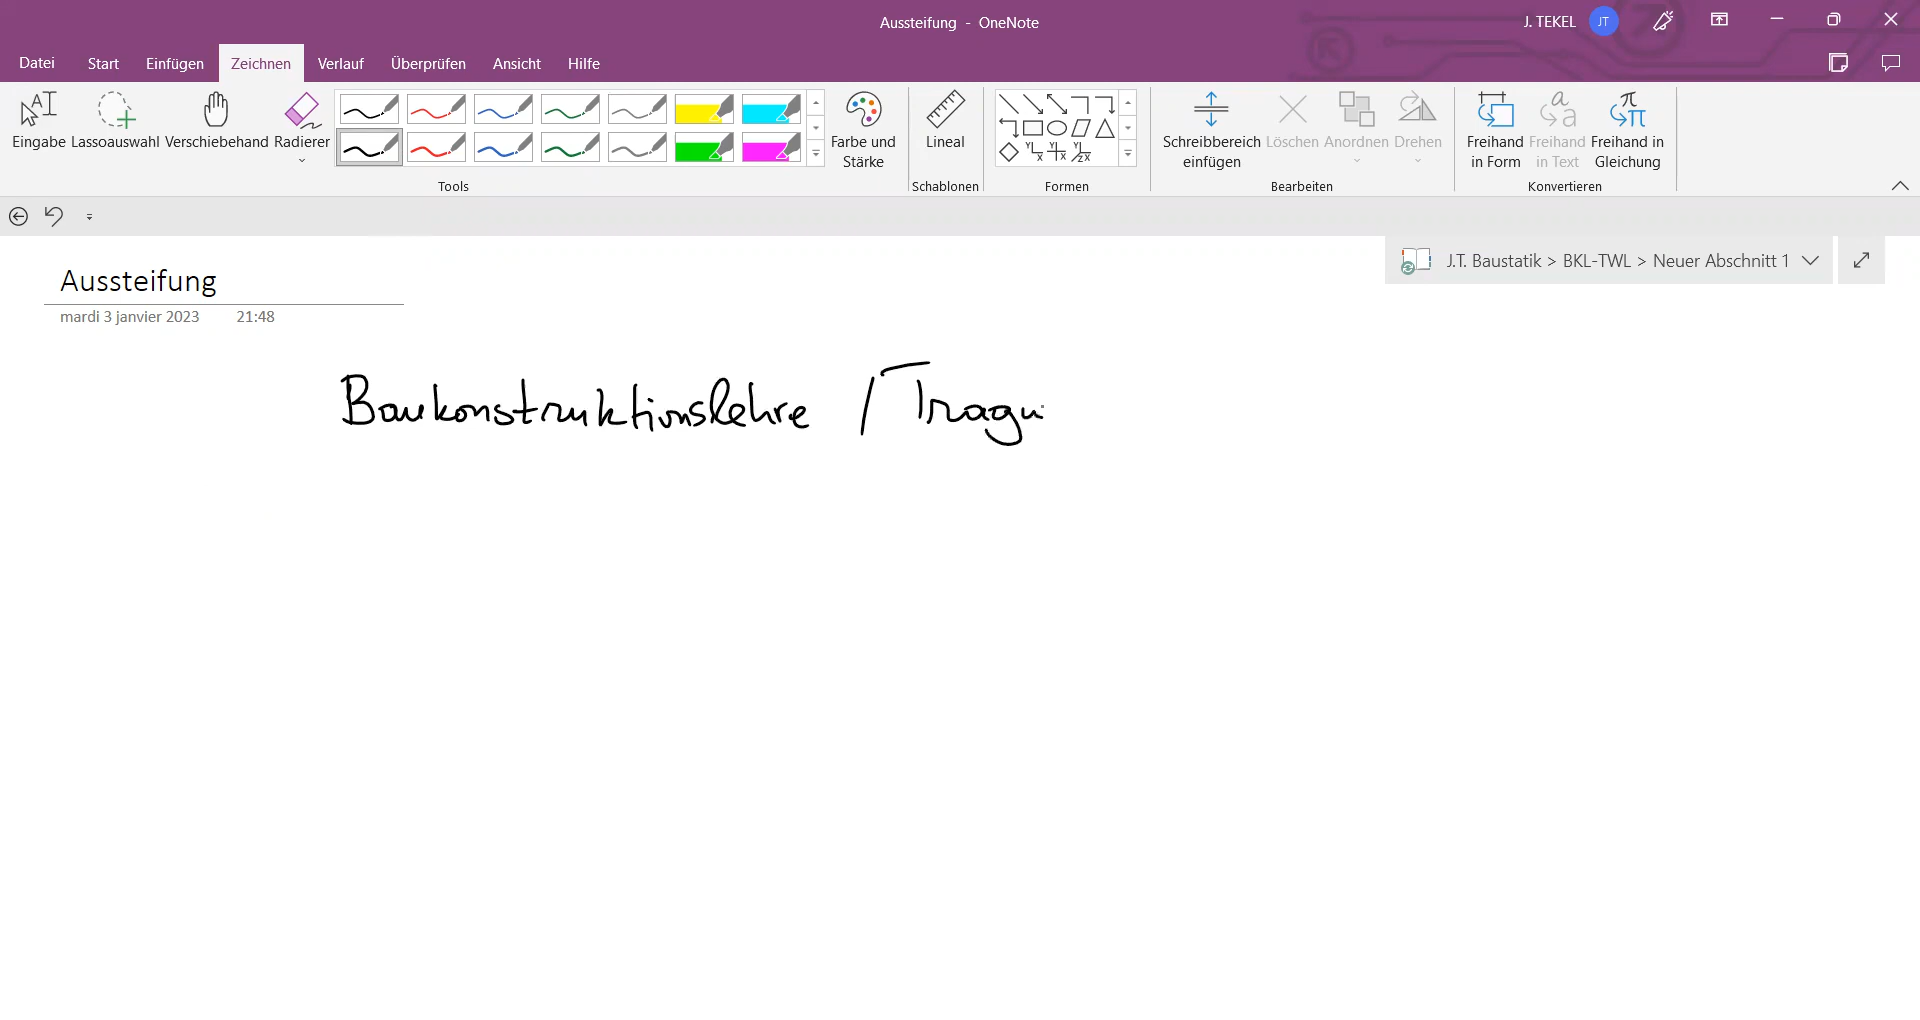 Aussteifung - OneNote
J. TEKEL JT
Datei Start Einfügen Zeichnen Verlauf Überprüfen Ansicht Hilfe
Eingabe Lassoauswahl Verschiebehand Radierer
Farbe und Stärke
Lineal
Schreibbereich einfügen
Löschen Anordnen Drehen
Freihand in Form
Freihand in Text
Freihand in Gleichung
Tools Schablonen Formen Bearbeiten Konvertieren
J.T. Baustatik > BKL-TWL > Neuer Abschnitt 1
Aussteifung
mardi 3 janvier 2023 21:48
Baukonstruktionslehre / Tragw